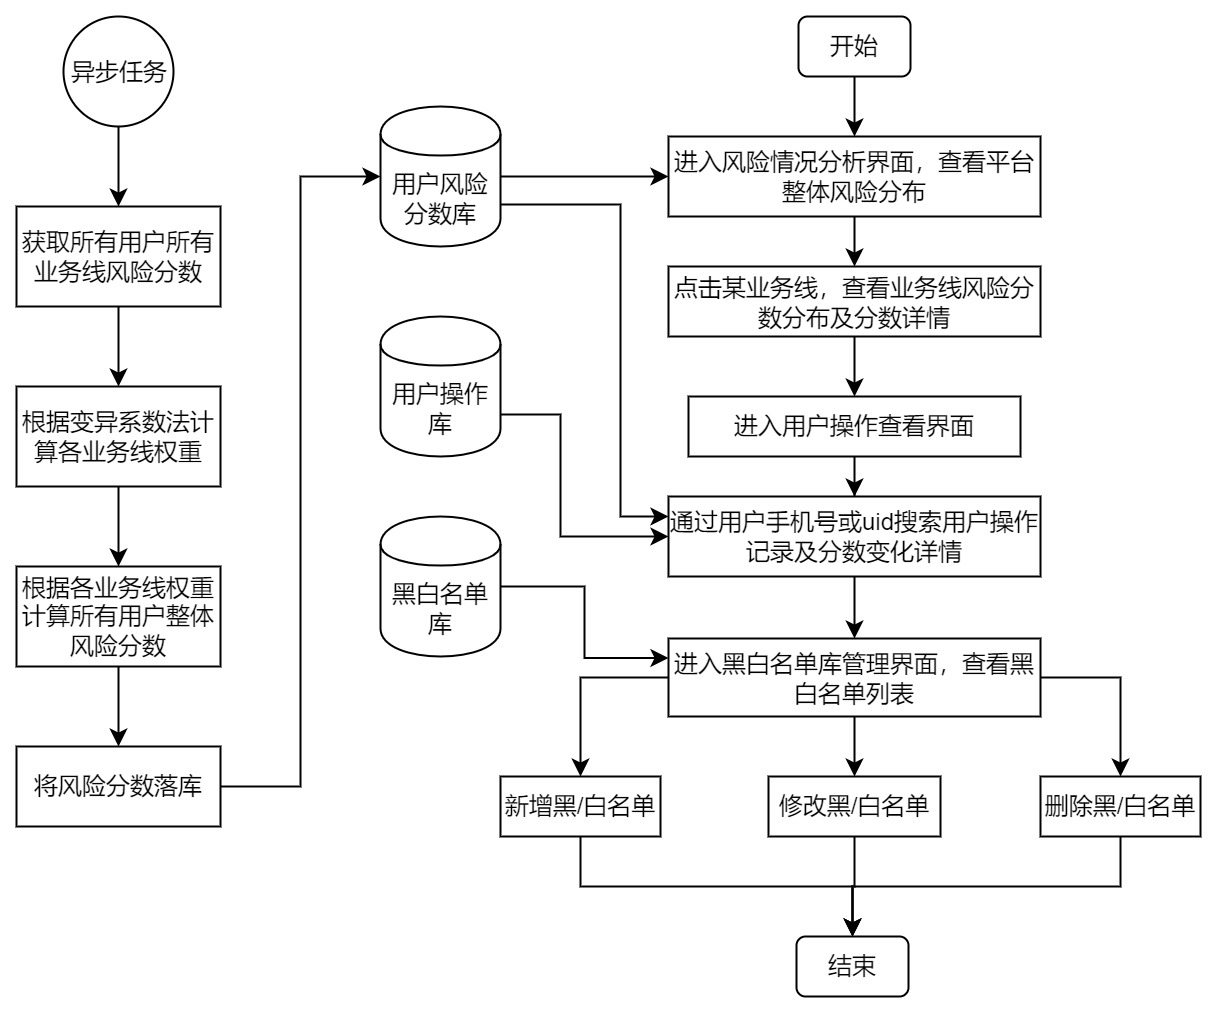 异步任务
获取所有用户所有
业务线风险分数
根据变异系数法计
算各业务线权重
根据各业务线权重
计算所有用户整体
风险分数
将风险分数落库
用户风险
分数库
用户操作
库
黑白名单
库
开始
进入风险情况分析界面，查看平台
整体风险分布
点击某业务线，查看业务线风险分
数分布及分数详情
进入用户操作查看界面
通过用户手机号或uid搜索用户操作
记录及分数变化详情
进入黑白名单库管理界面，查看黑
白名单列表
新增黑/白名单
修改黑/白名单
删除黑/白名单
结束